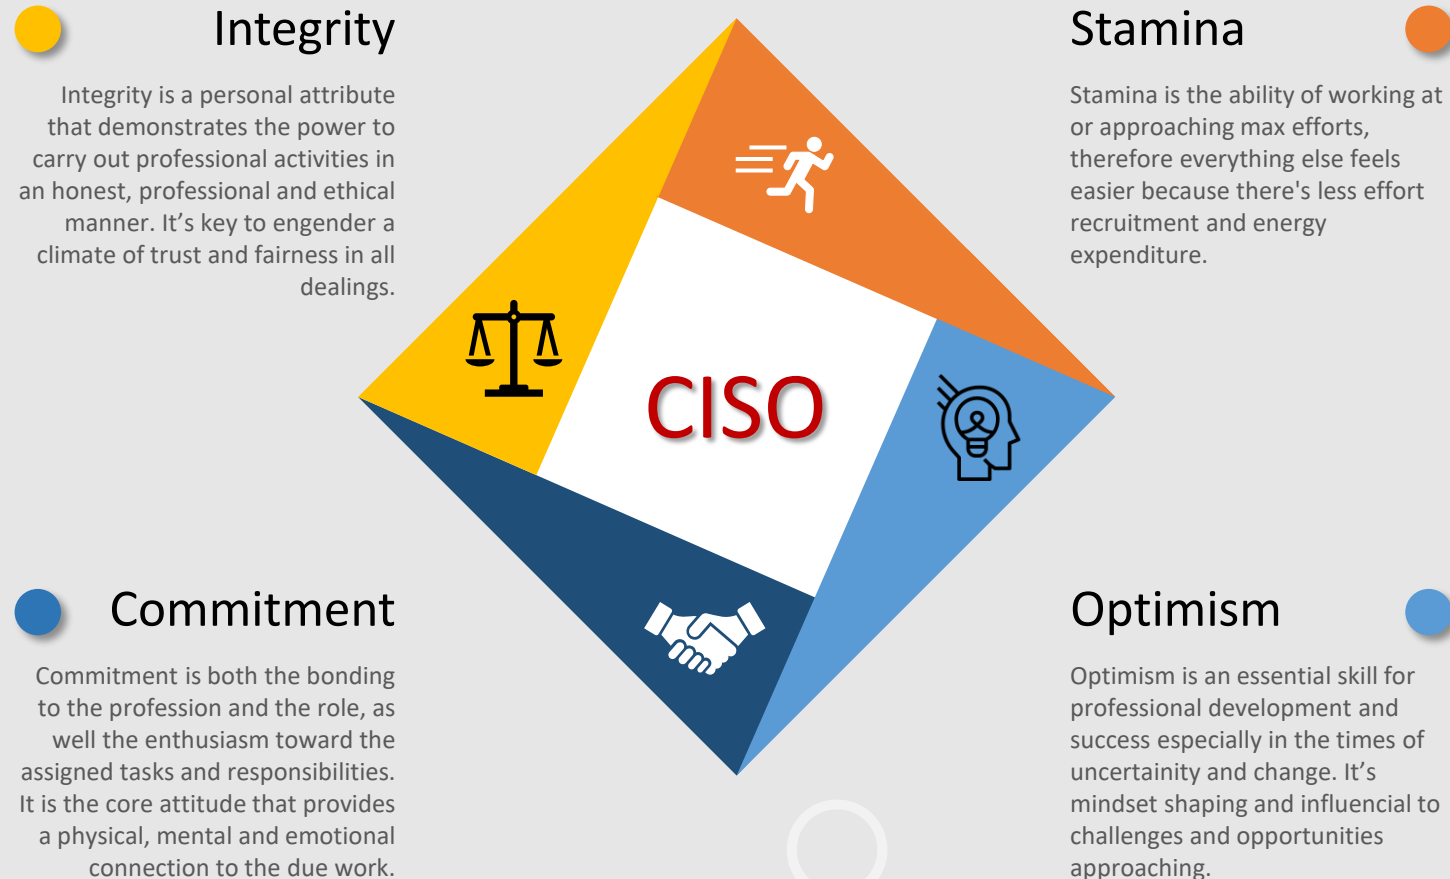 Integrity
Integrity is a personal attribute
that demonstrates the power to
carry out professional activities in
an honest, professional and ethical
manner. It’s key to engender a
climate of trust and fairness in all
dealings.
Stamina
Stamina is the ability of working at
or approaching max efforts,
therefore everything else feels
easier because there's less effort
recruitment and energy
expenditure.
CISO
Commitment
Commitment is both the bonding
to the profession and the role, as
well the enthusiasm toward the
assigned tasks and responsibilities.
It is the core attitude that provides
a physical, mental and emotional
connection to the due work.
Optimism
Optimism is an essential skill for
professional development and
success especially in the times of
uncertainity and change. It’s
mindset shaping and influencial to
challenges and opportunities
approaching.